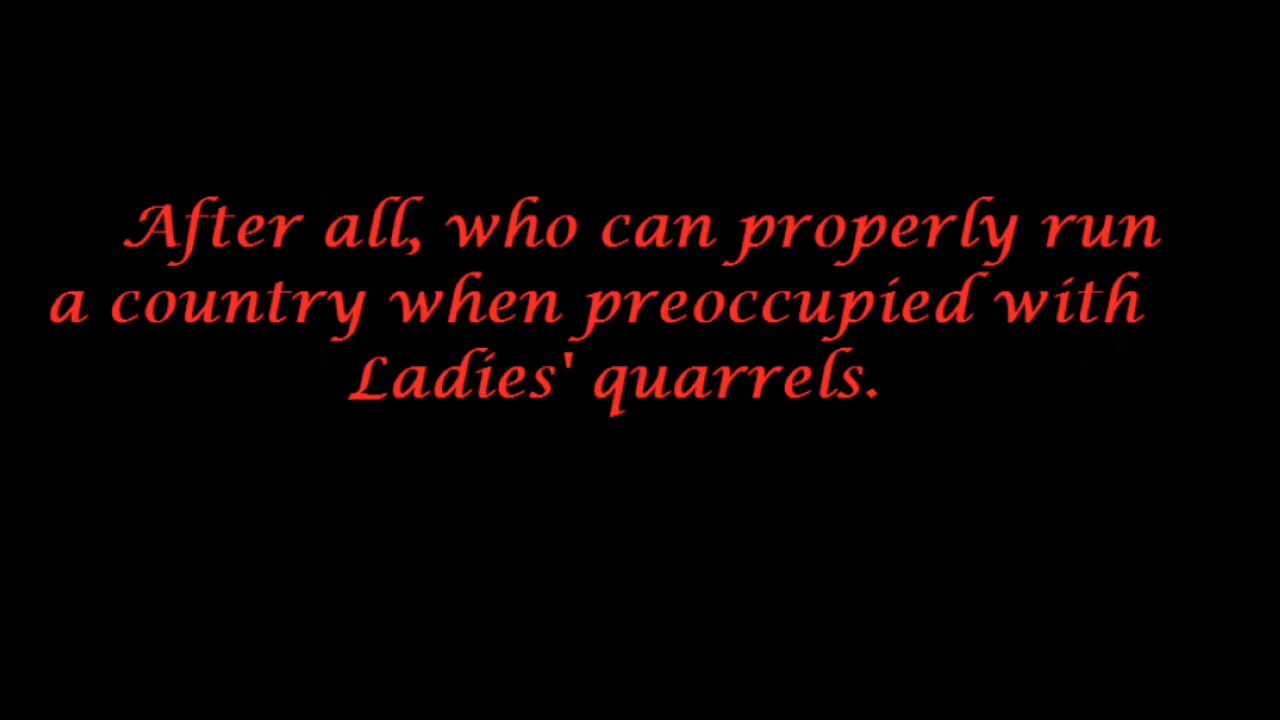 After all, who can properly run
a country when preoccupied with
Ladies' quarrels.